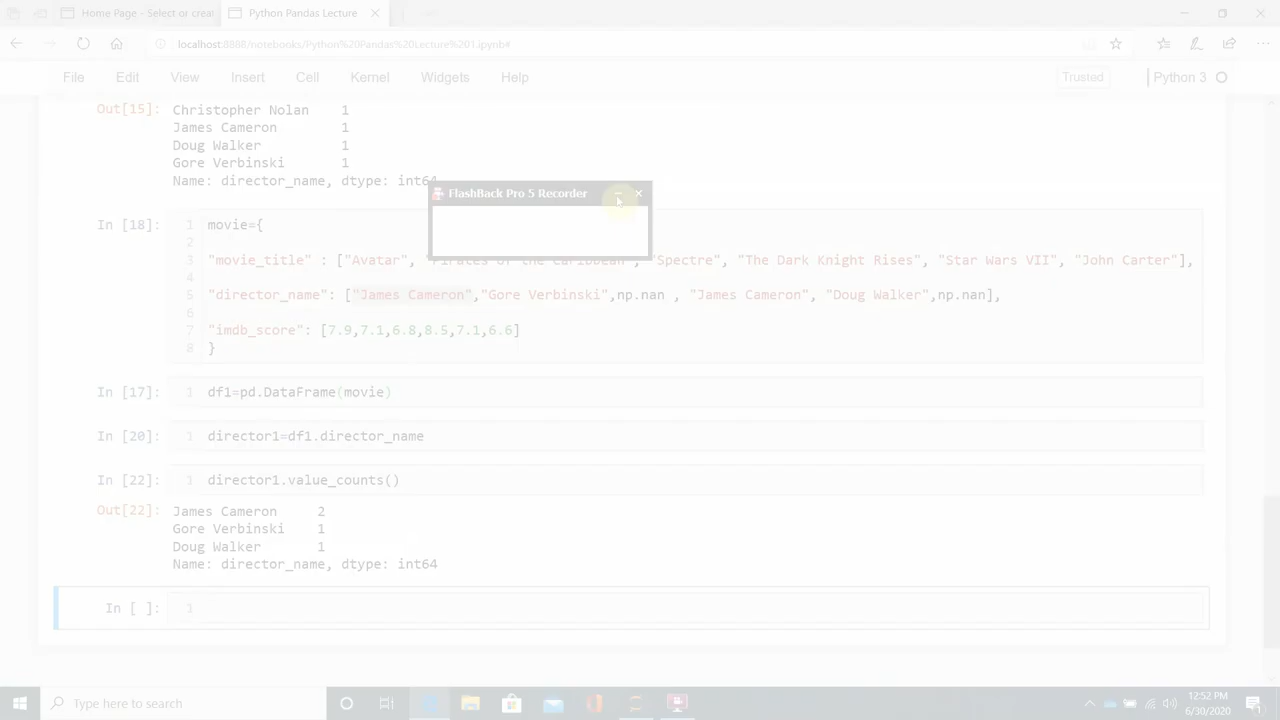 Home Page - Select or creat
Python Pandas Lecture
localhost:8888/notebooks/Python%20Pandas%20Lecture%201.ipynb#
File Edit View Insert Cell Kernel Widgets Help Trusted Python 3
Out[15]: Christopher Nolan 1
James Cameron 1
Doug Walker 1
Gore Verbinski 1
Name: director_name, dtype: int64
FlashBack Pro 5 Recorder
In [18]: 1 movie={
2
3 "movie_title" : ["Avatar", "Pirates of the Caribbean", "Spectre", "The Dark Knight Rises", "Star Wars VII", "John Carter"],
4
5 "director_name": ["James Cameron","Gore Verbinski",np.nan , "James Cameron", "Doug Walker",np.nan],
6
7 "imdb_score": [7.9,7.1,6.8,8.5,7.1,6.6]
8 }
In [17]: 1 df1=pd.DataFrame(movie)
In [20]: 1 director1=df1.director_name
In [22]: 1 director1.value_counts()
Out[22]: James Cameron 2
Gore Verbinski 1
Doug Walker 1
Name: director_name, dtype: int64
In [ ]: 1
Type here to search
12:52 PM
6/30/2020
1